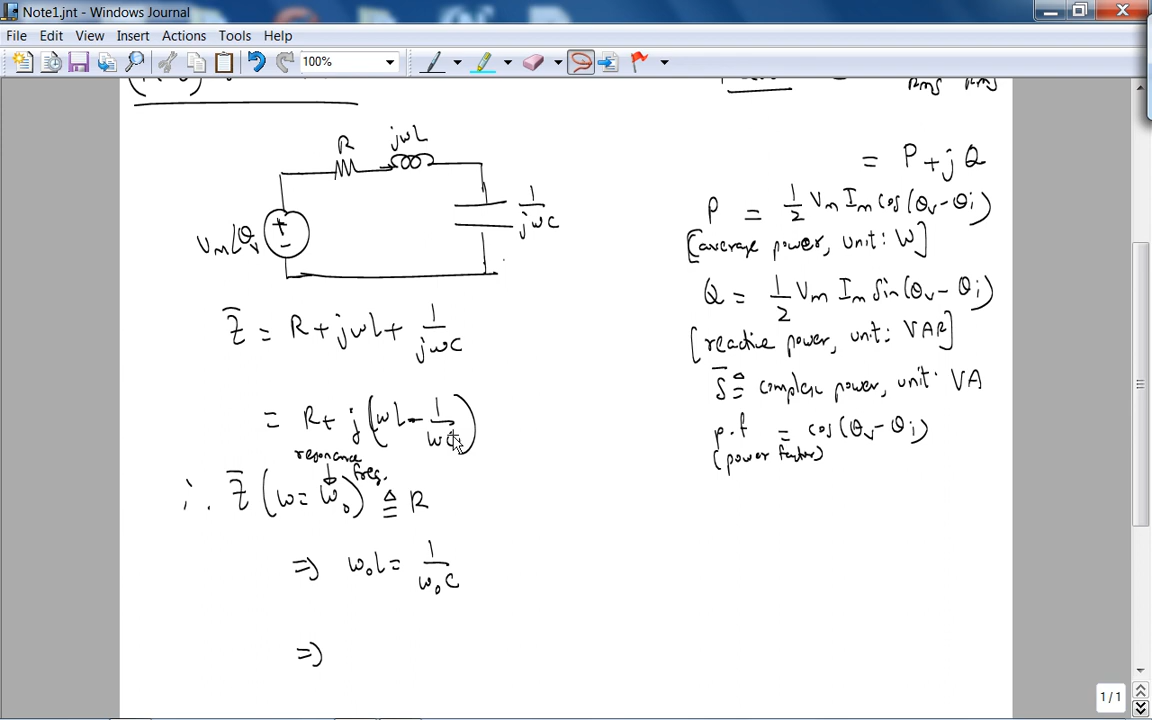 Note1.jnt - Windows Journal
File Edit View Insert Actions Tools Help
100%
Rms Rms
R
jωL
1/jωC
Vm∠θv
+
-
Z̄ = R + jωL + 1/jωC
= R + j(ωL - 1/ωC)
resonance freq.
∴ Z̄ (ω = ω₀) ≜ R
⇒ ω₀L = 1/ω₀C
⇒
= P + jQ
P = 1/2 Vm Im cos(θv - θi)
[average power, unit: W]
Q = 1/2 Vm Im Sin(θv - θi)
[reactive power, unit: VAR]
S̄ ≜ complex power, unit: VA
p.f = cos(θv - θi)
(power factor)
1 / 1